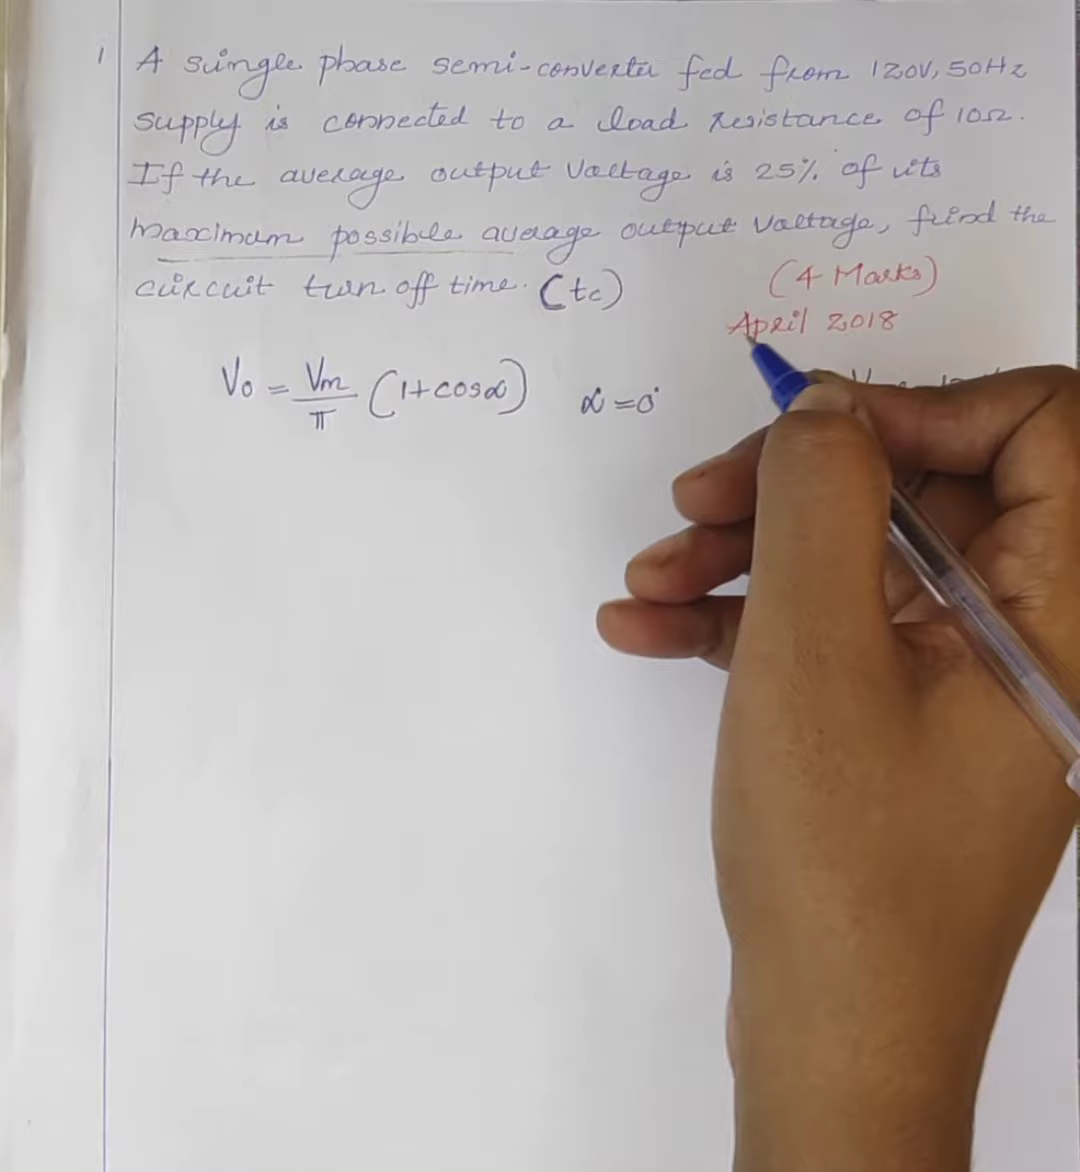 1 A single phase semi-converter fed from 120V, 50Hz
supply is connected to a load resistance of 10Ω.
If the average output voltage is 25% of its
maximum possible average output voltage, find the
circuit turn off time. (tc)
(4 Marks)
April 2018
V₀ = Vm/π (1+cosα) α = 0°